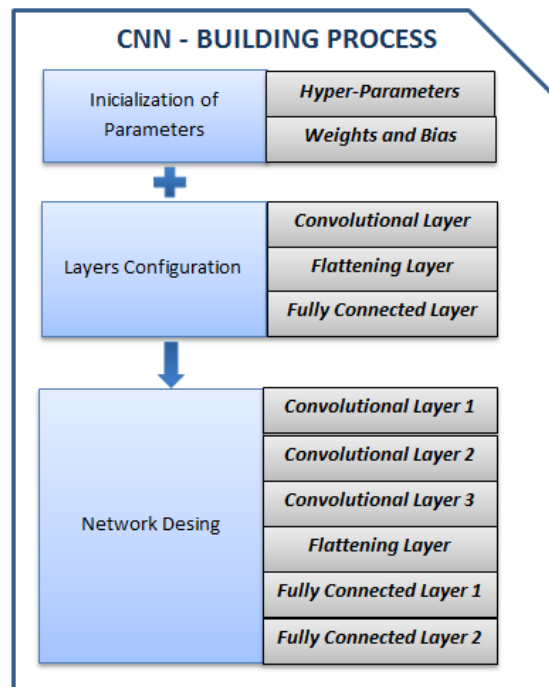 CNN - BUILDING PROCESS
Inicialization of
Parameters
Hyper-Parameters
Weights and Bias
Layers Configuration
Convolutional Layer
Flattening Layer
Fully Connected Layer
Network Desing
Convolutional Layer 1
Convolutional Layer 2
Convolutional Layer 3
Flattening Layer
Fully Connected Layer 1
Fully Connected Layer 2